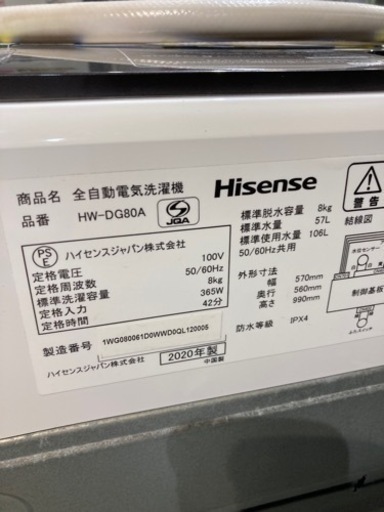 商品名 全自動電気洗濯機
品番 HW-DG80A
JQA
Hisense
PS
E
ハイセンスジャパン株式会社
定格電圧 100V
定格周波数 50/60Hz
標準洗濯容量 8kg
定格入力 365W
定格時間 42分
製造番号 1WG080061D0WWD0QL120005
ハイセンスジャパン株式会社
2020年製
中国製
標準脱水容量 8kg
標準水量 57L
標準使用水量 106L
50/60Hz共用
外形寸法
幅 570mm
奥行 560mm
高さ 990mm
防水等級 IPX4
警告
結線図
水位センサー
制御基板